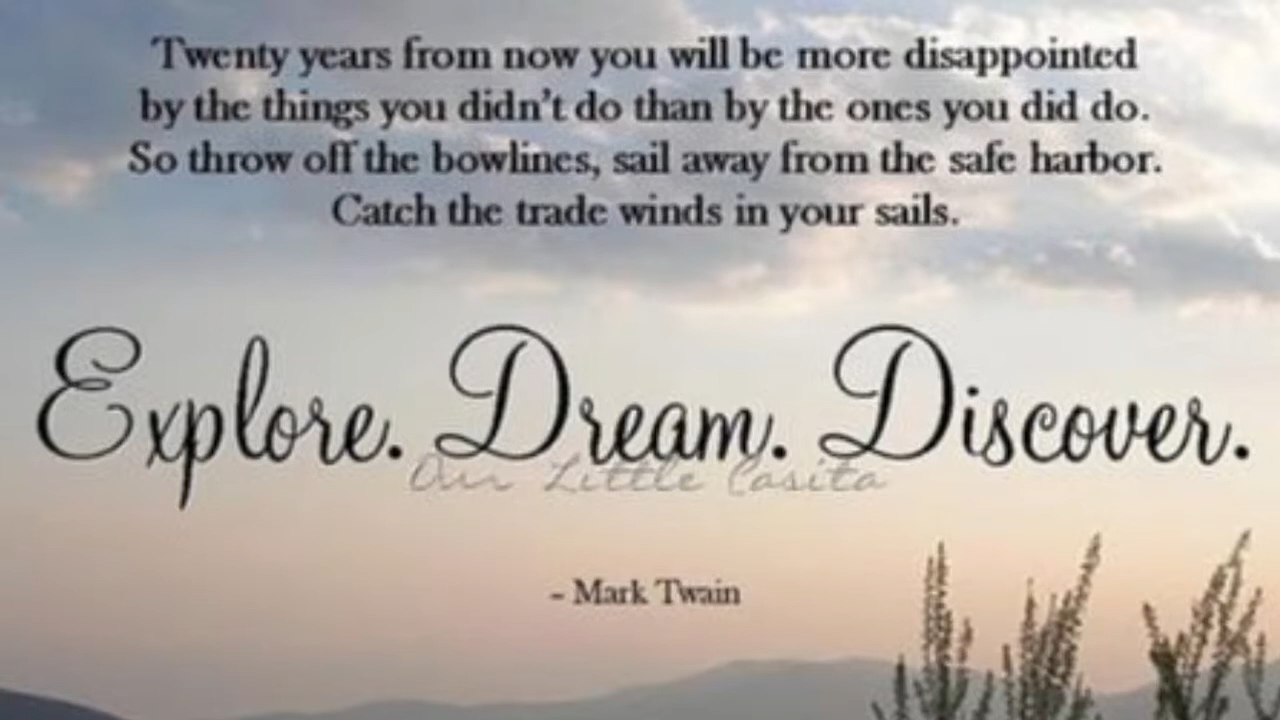 Twenty years from now you will be more disappointed
by the things you didn't do than by the ones you did do.
So throw off the bowlines, sail away from the safe harbor.
Catch the trade winds in your sails.
Explore. Dream. Discover.
Our Little Casita
- Mark Twain